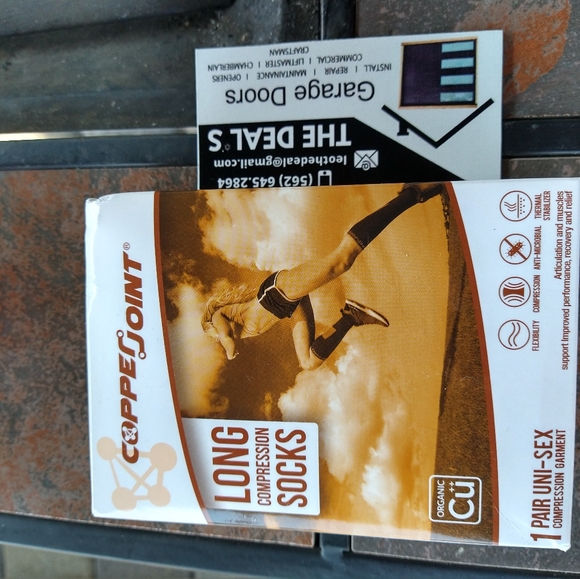 COPPERJOINT®
LONG
COMPRESSION
SOCKS
ORGANIC
Cu++
1 PAIR UNI-SEX
COMPRESSION GARMENT
FLEXIBILITY
COMPRESSION
ANTI-MICROBIAL
THERMAL
STABILIZER
Articulation and muscles
support Improved performance, recovery and relief
(562) 645.2864
leothedeal@gmail.com
THE DEAL'S
Garage Doors
INSTALL | REPAIR | MAINTAINANCE | OPENERS
COMMERCIAL | LIFTMASTER | CHAMBERLAIN
CRAFTSMAN